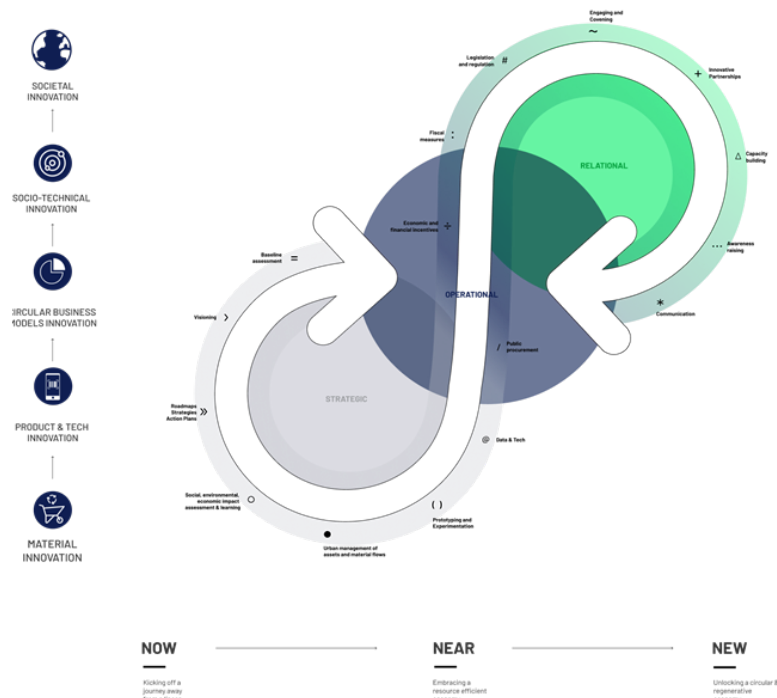 SOCIETAL
INNOVATION
SOCIO-TECHNICAL
INNOVATION
IRCULAR BUSINESS
ODELS INNOVATION
PRODUCT & TECH
INNOVATION
MATERIAL
INNOVATION
Engaging and
Covening
~
Legislation
and regulation #
+ Innovative
Partnerships
Fiscal
measures :
△ Capacity
building
RELATIONAL
Economic and
financial incentives ÷
... Awareness
raising
Baseline
assessment =
OPERATIONAL
*
Communication
Visioning >
/ Public
procurement
STRATEGIC
Roadmaps
Strategies
Action Plans »
@ Data & Tech
Social, environmental,
economic impact
assessment & learning ○
( )
Prototyping and
Experimentation
●
Urban management of
assets and material flows
NOW
NEAR
NEW
Kicking off a
journey away
Embracing a
resource efficient
Unlocking a circular &
regenerative